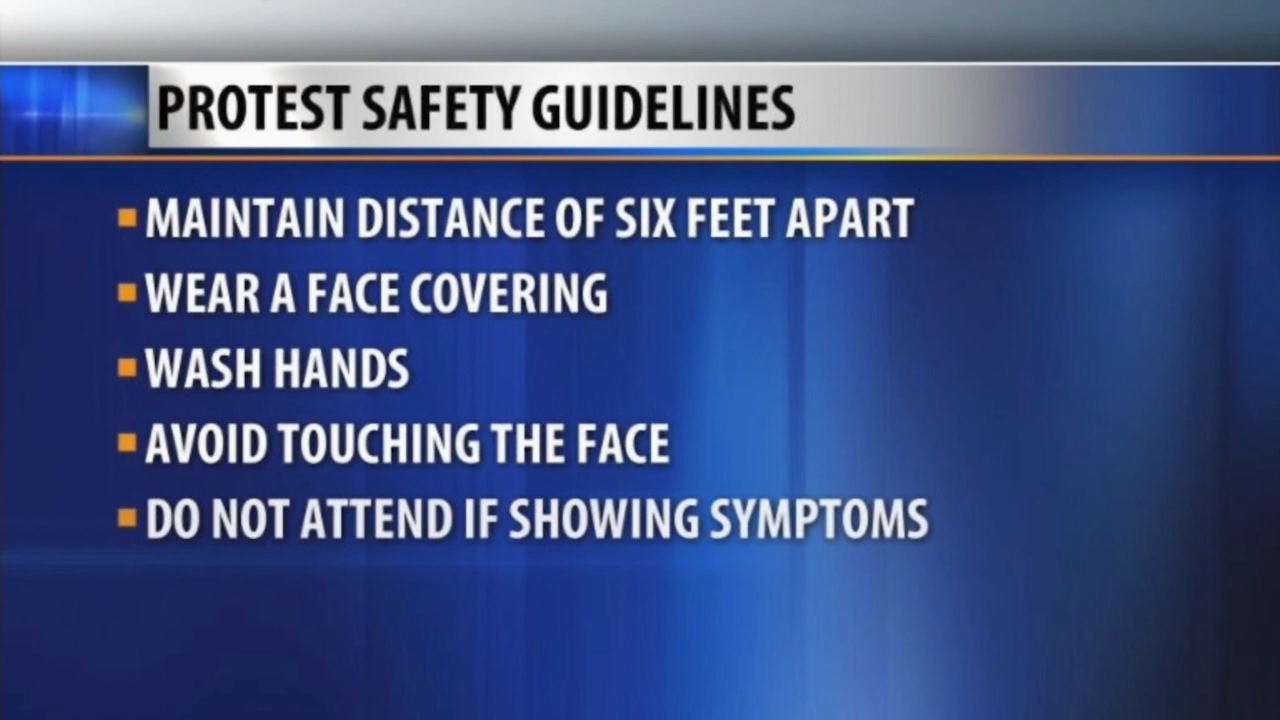 PROTEST SAFETY GUIDELINES
MAINTAIN DISTANCE OF SIX FEET APART
WEAR A FACE COVERING
WASH HANDS
AVOID TOUCHING THE FACE
DO NOT ATTEND IF SHOWING SYMPTOMS